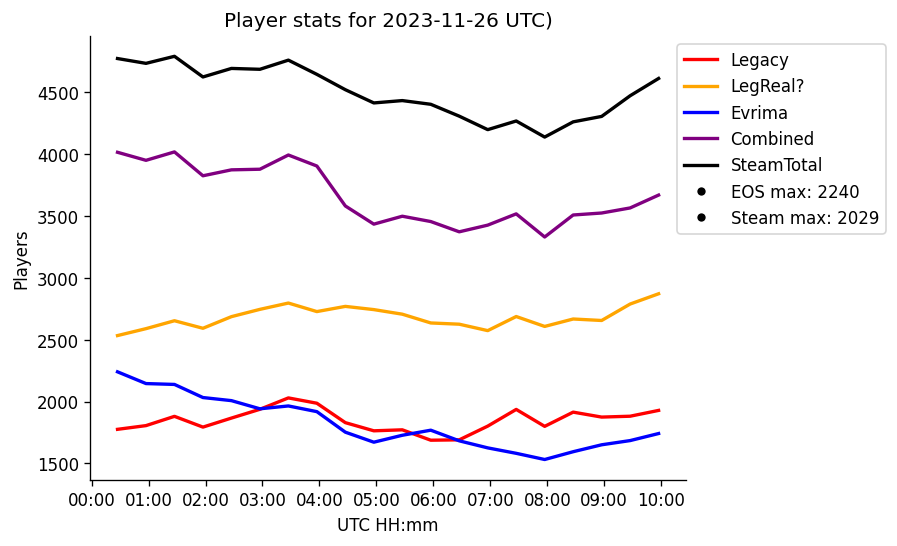 Player stats for 2023-11-26 UTC)
Legacy
LegReal?
Evrima
Combined
SteamTotal
EOS max: 2240
Steam max: 2029
Players
4500
4000
3500
3000
2500
2000
1500
00:00 01:00 02:00 03:00 04:00 05:00 06:00 07:00 08:00 09:00 10:00
UTC HH:mm